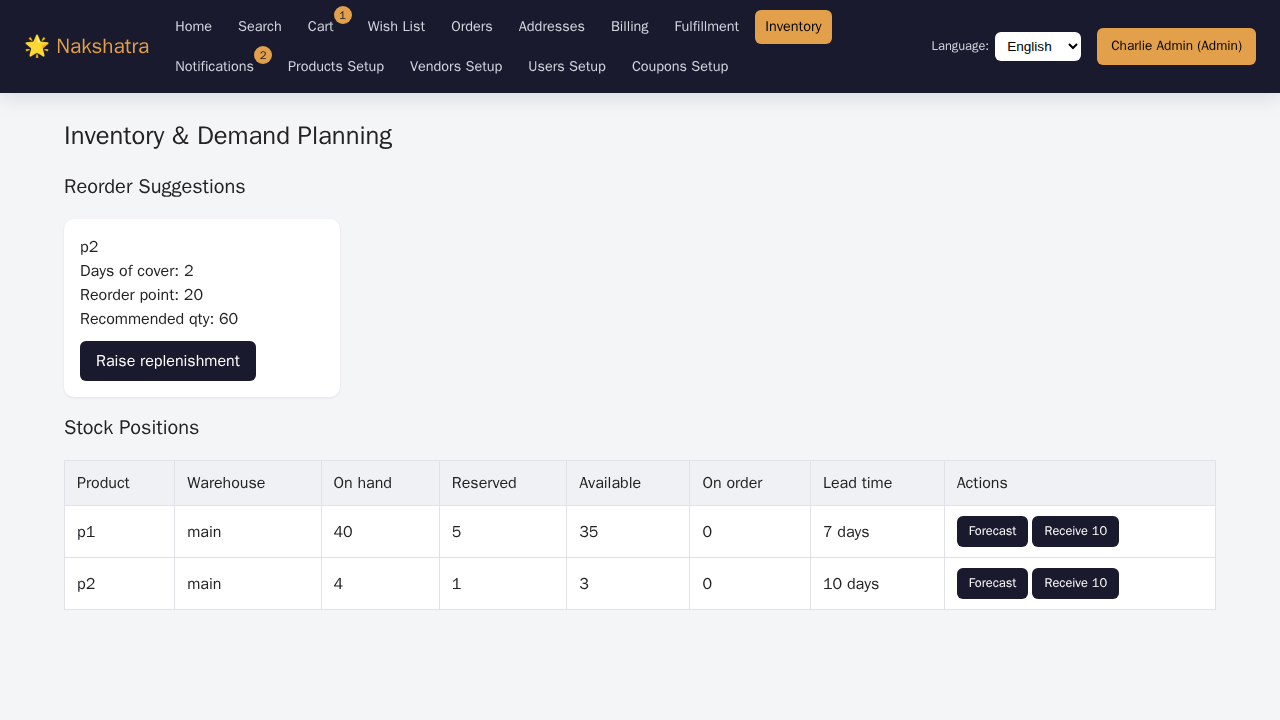 🌟 Nakshatra
Home Search Cart 1 Wish List Orders Addresses Billing Fulfillment Inventory
Notifications 2 Products Setup Vendors Setup Users Setup Coupons Setup
Language: English Charlie Admin (Admin)
Inventory & Demand Planning
Reorder Suggestions
p2
Days of cover: 2
Reorder point: 20
Recommended qty: 60
Raise replenishment
Stock Positions
Product Warehouse On hand Reserved Available On order Lead time Actions
p1 main 40 5 35 0 7 days Forecast Receive 10
p2 main 4 1 3 0 10 days Forecast Receive 10